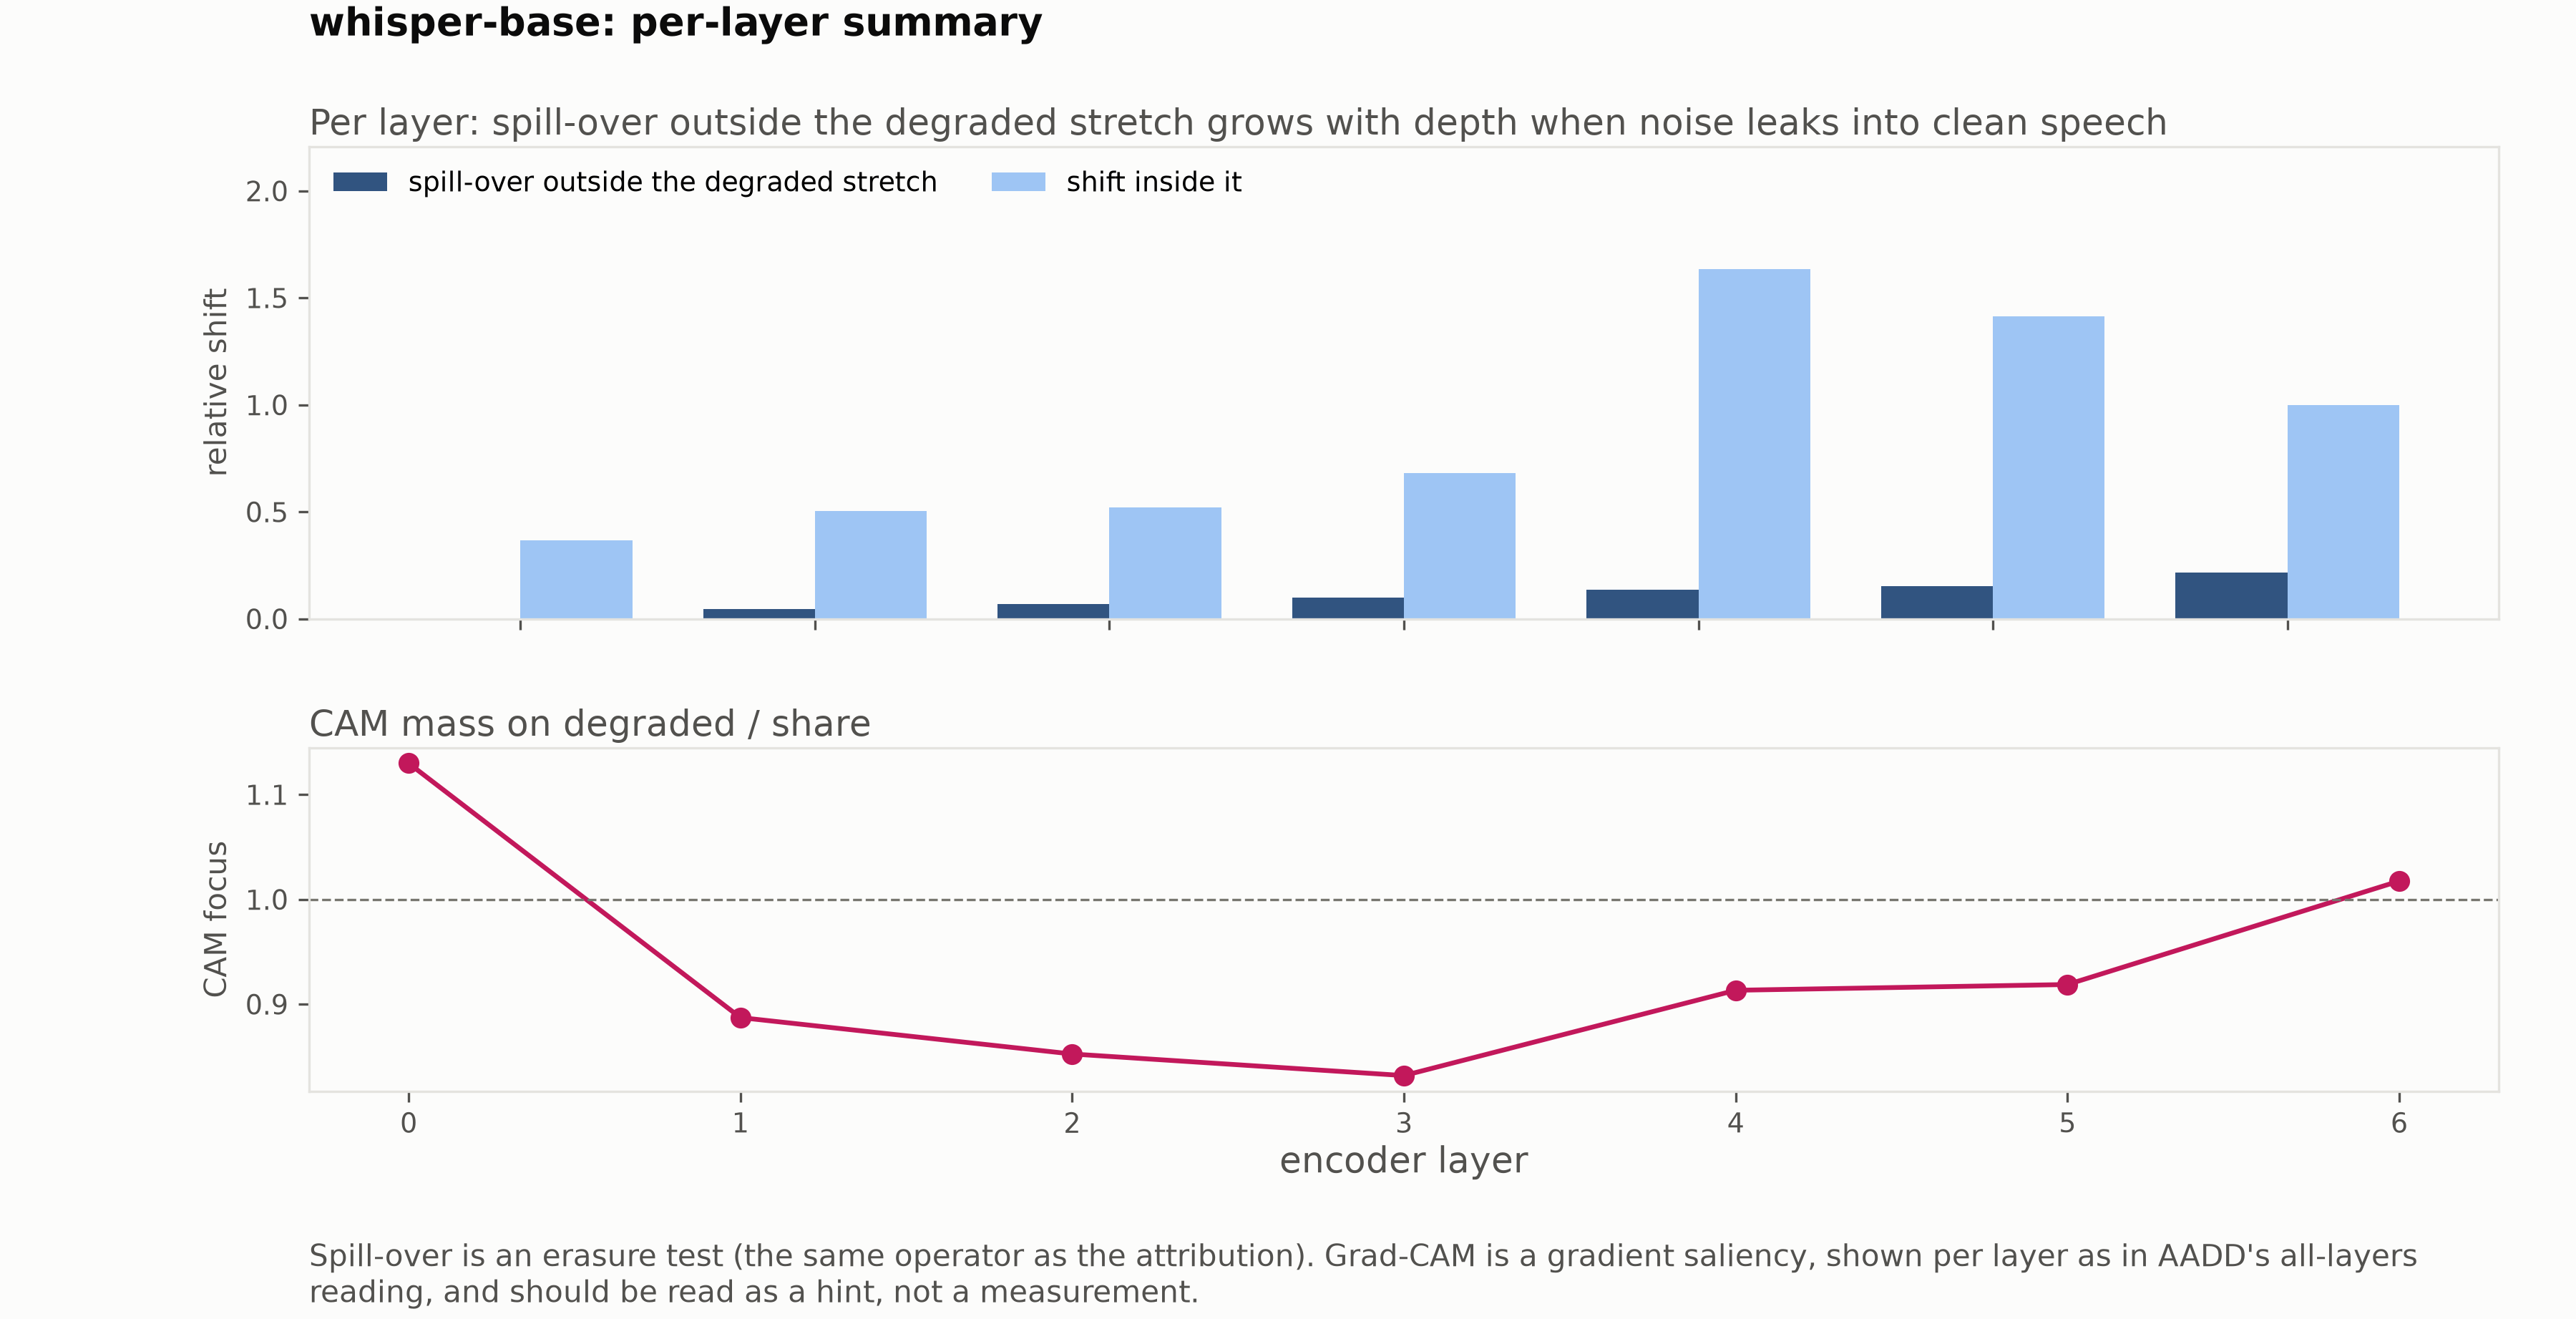 whisper-base: per-layer summary
Per layer: spill-over outside the degraded stretch grows with depth when noise leaks into clean speech
spill-over outside the degraded stretch
shift inside it
relative shift
2.0
1.5
1.0
0.5
0.0
CAM mass on degraded / share
CAM focus
1.1
1.0
0.9
0 1 2 3 4 5 6
encoder layer
Spill-over is an erasure test (the same operator as the attribution). Grad-CAM is a gradient saliency, shown per layer as in AADD's all-layers
reading, and should be read as a hint, not a measurement.